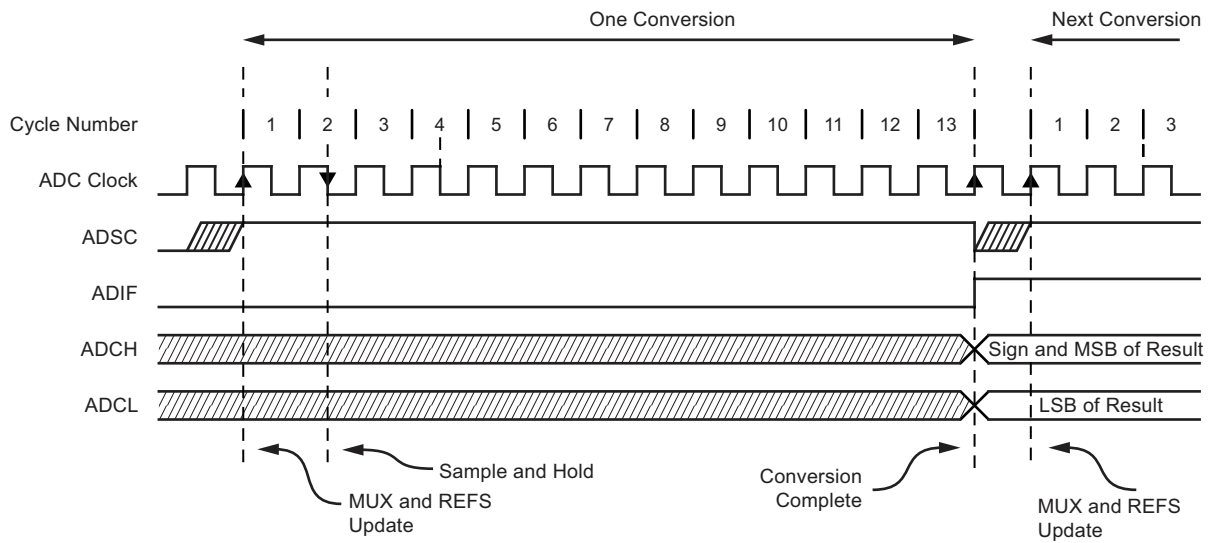 One Conversion
Next Conversion
Cycle Number
1 2 3 4 5 6 7 8 9 10 11 12 13 1 2 3
ADC Clock
ADSC
ADIF
ADCH
Sign and MSB of Result
ADCL
LSB of Result
Sample and Hold
MUX and REFS
Update
Conversion
Complete
MUX and REFS
Update